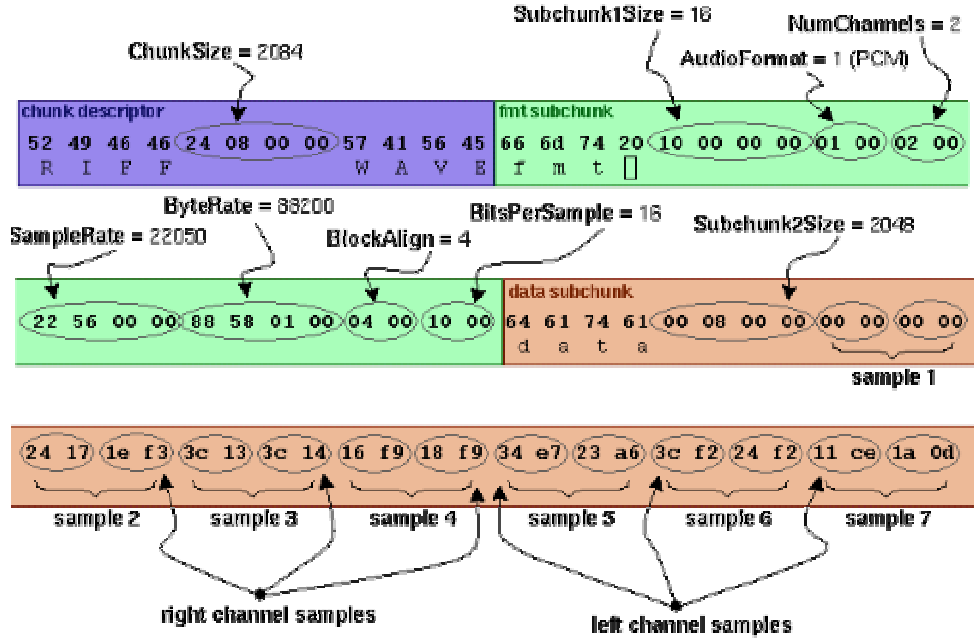 Subchunk1Size = 16
NumChannels = 2
ChunkSize = 2084
AudioFormat = 1 (PCM)
chunk descriptor
fmt subchunk
52 49 46 46 24 08 00 00 57 41 56 45 66 6d 74 20 10 00 00 00 01 00 02 00
R I F F W A V E f m t
ByteRate = 88200
BitsPerSample = 16
SampleRate = 22050
BlockAlign = 4
Subchunk2Size = 2048
data subchunk
22 56 00 00 88 58 01 00 04 00 10 00 64 61 74 61 00 08 00 00 00 00 00 00
d a t a
sample 1
24 17 1e f3 3c 13 3c 14 16 f9 18 f9 34 e7 23 a6 3c f2 24 f2 11 ce 1a 0d
sample 2 sample 3 sample 4 sample 5 sample 6 sample 7
right channel samples
left channel samples